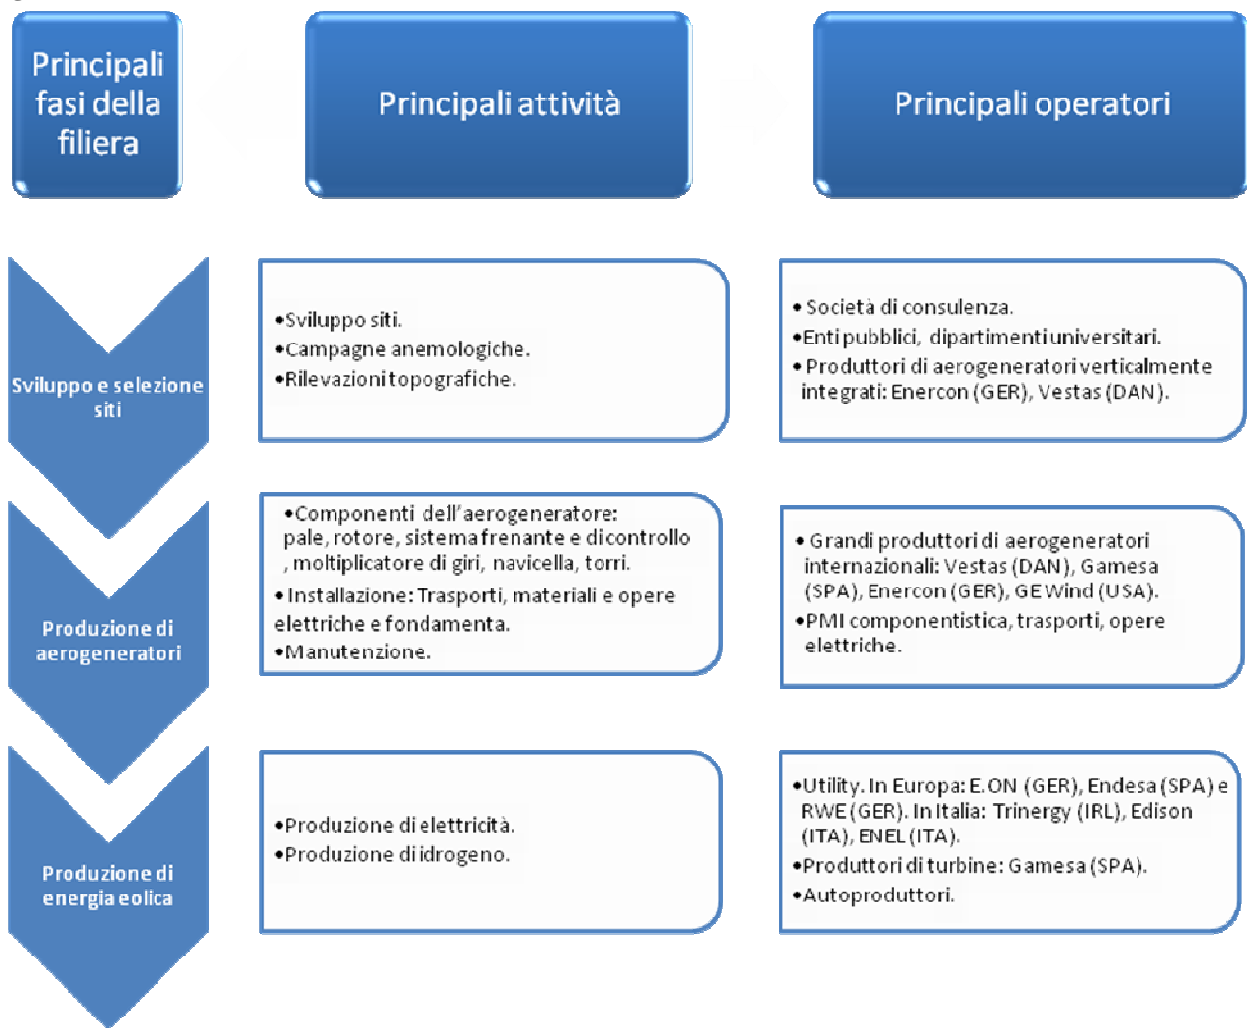 Principali
fasi della
filiera
Principali attività
Principali operatori
Sviluppo e selezione
siti
•Sviluppo siti.
•Campagne anemologiche.
•Rilevazioni topografiche.
• Società di consulenza.
•Enti pubblici, dipartimenti universitari.
• Produttori di aerogeneratori verticalmente
integrati: Enercon (GER), Vestas (DAN).
Produzione di
aerogeneratori
•Componenti dell'aerogeneratore:
pale, rotore, sistema frenante e dicontrollo
, moltiplicatore di giri, navicella, torri.
• Installazione: Trasporti, materiali e opere
elettriche e fondamenta.
•Manutenzione.
• Grandi produttori di aerogeneratori
internazionali: Vestas (DAN), Gamesa
(SPA), Enercon (GER), GE Wind (USA).
• PMI componentistica, trasporti, opere
elettriche.
Produzione di
energia eolica
•Produzione di elettricità.
•Produzione di idrogeno.
•Utility. In Europa: E.ON (GER), Endesa (SPA) e
RWE (GER). In Italia: Trinergy (IRL), Edison
(ITA), ENEL (ITA).
•Produttori di turbine: Gamesa (SPA).
•Autoproduttori.